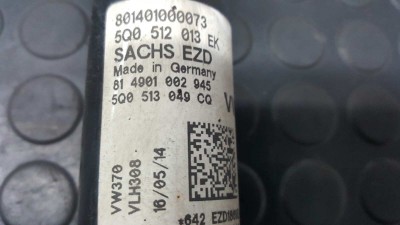 801401000073
5Q0 512 013 EK
SACHS EZD
Made in Germany
81 4901 002 945
5Q0 513 049 CQ
VW370
VLH308
16/05/14